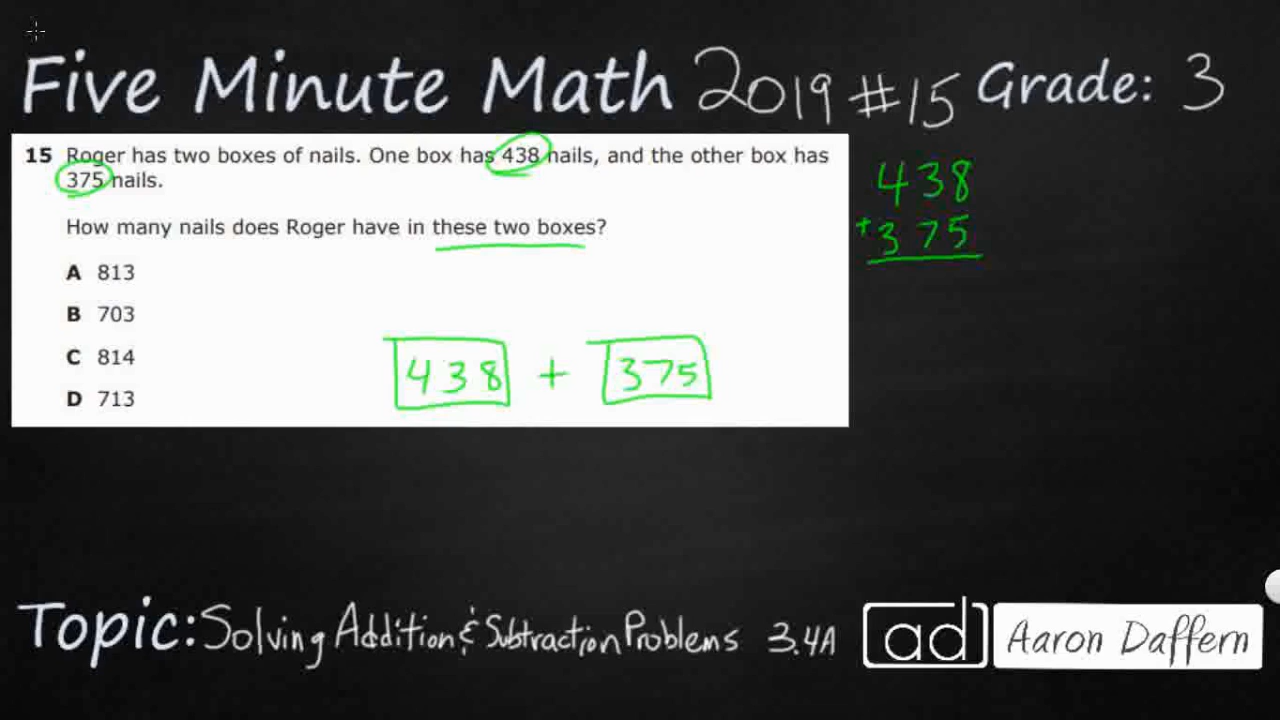 Five Minute Math 2019 #15 Grade: 3
15 Roger has two boxes of nails. One box has 438 nails, and the other box has
375 nails.
How many nails does Roger have in these two boxes?
A 813
B 703
C 814
D 713
438 + 375
438
+375
Topic: Solving Addition & Subtraction Problems 3.4A
ad Aaron Daffern